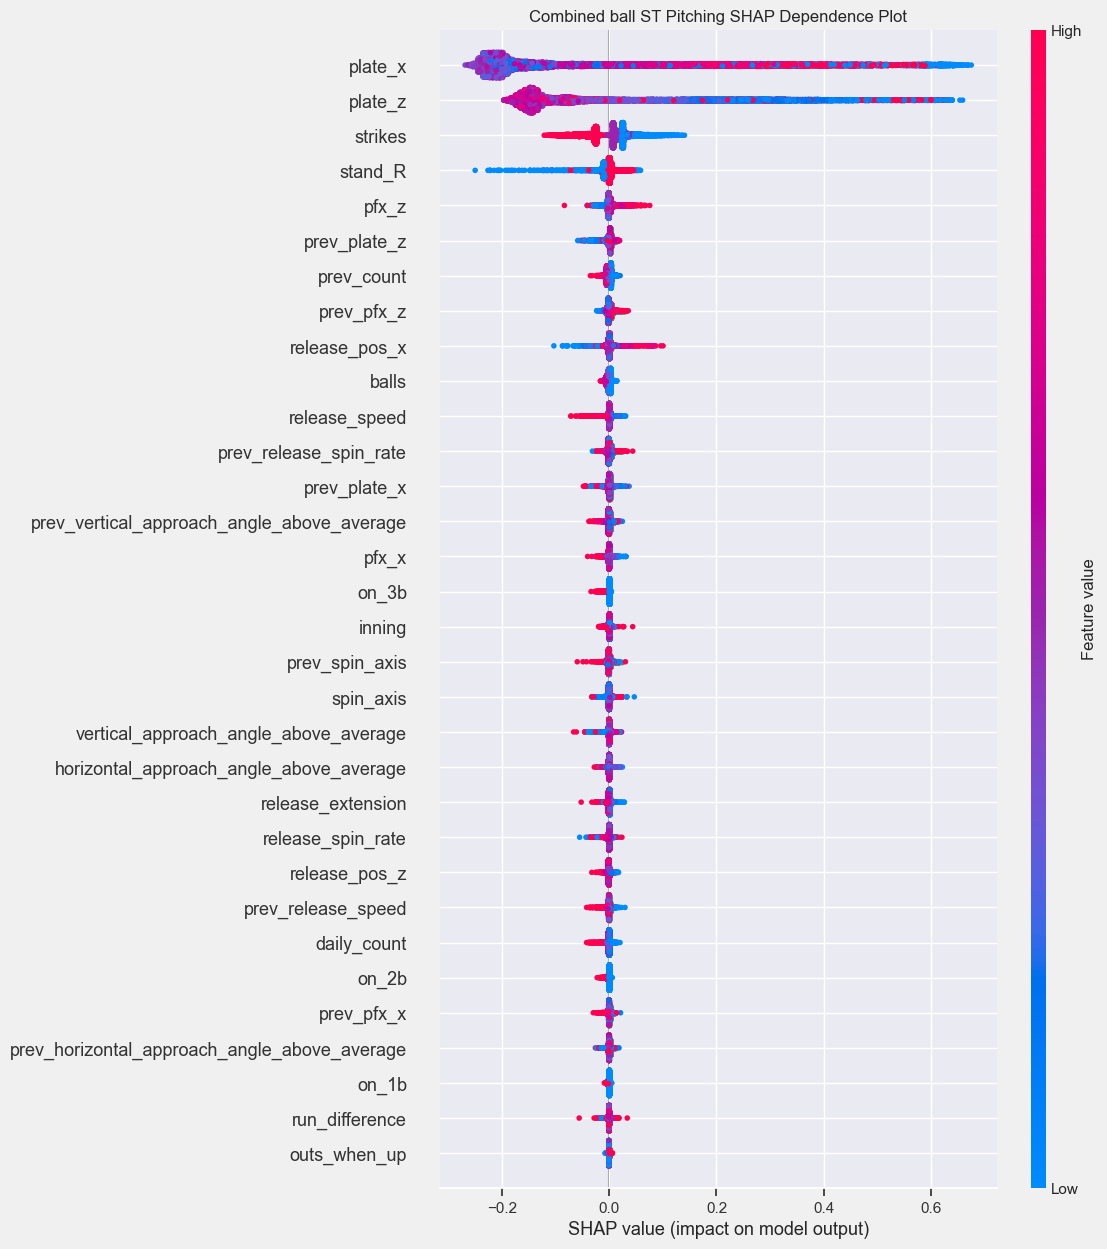 Combined ball ST Pitching SHAP Dependence Plot
High
plate_x
plate_z
strikes
stand_R
pfx_z
prev_plate_z
prev_count
prev_pfx_z
release_pos_x
balls
release_speed
prev_release_spin_rate
prev_plate_x
prev_vertical_approach_angle_above_average
pfx_x
on_3b
inning
prev_spin_axis
spin_axis
vertical_approach_angle_above_average
horizontal_approach_angle_above_average
release_extension
release_spin_rate
release_pos_z
prev_release_speed
daily_count
on_2b
prev_pfx_x
prev_horizontal_approach_angle_above_average
on_1b
run_difference
outs_when_up
Feature value
Low
−0.2 0.0 0.2 0.4 0.6
SHAP value (impact on model output)